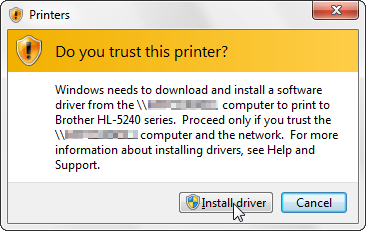 Printers
Do you trust this printer?
Windows needs to download and install a software
driver from the \\ computer to print to
Brother HL-5240 series. Proceed only if you trust the
\\ computer and the network. For more
information about installing drivers, see Help and
Support.
Install driver
Cancel